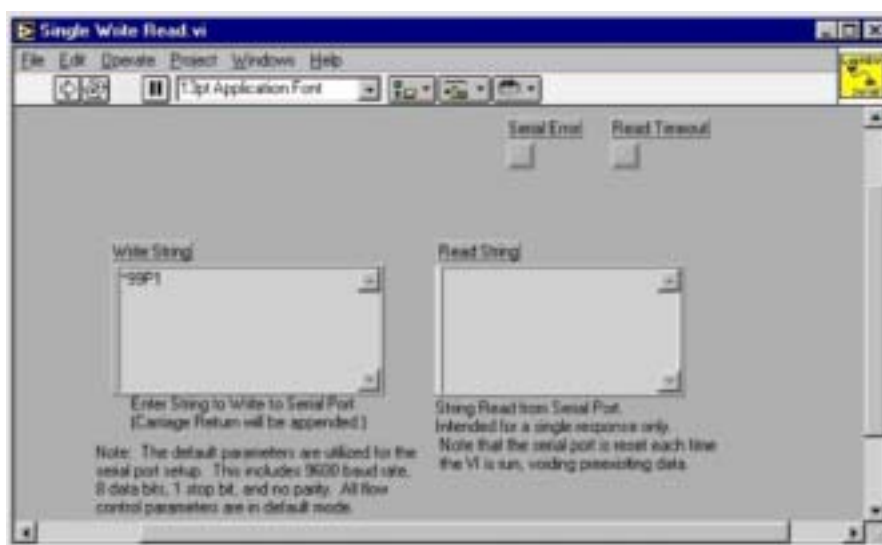 Single Write Read.vi
File Edit Operate Project Windows Help
13pt Application Font
Serial Error Read Timeout
Write String Read String
*99P1
Enter String to Write to Serial Port
(Carriage Return will be appended.)
Note: The default parameters are utilized for the
serial port setup. This includes 9600 baud rate,
8 data bits, 1 stop bit, and no parity. All flow
control parameters are in default mode.
String Read from Serial Port.
Intended for a single response only.
Note that the serial port is reset each time
the VI is run, voiding preexisting data.